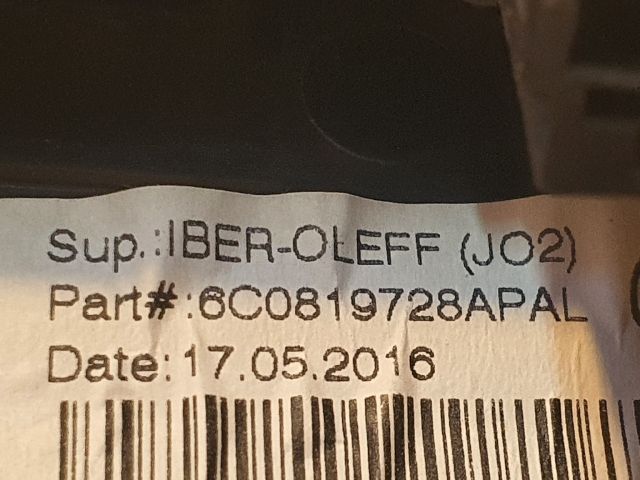 Sup.:IBER-OLEFF (JO2)
Part#:6C0819728APAL
Date:17.05.2016